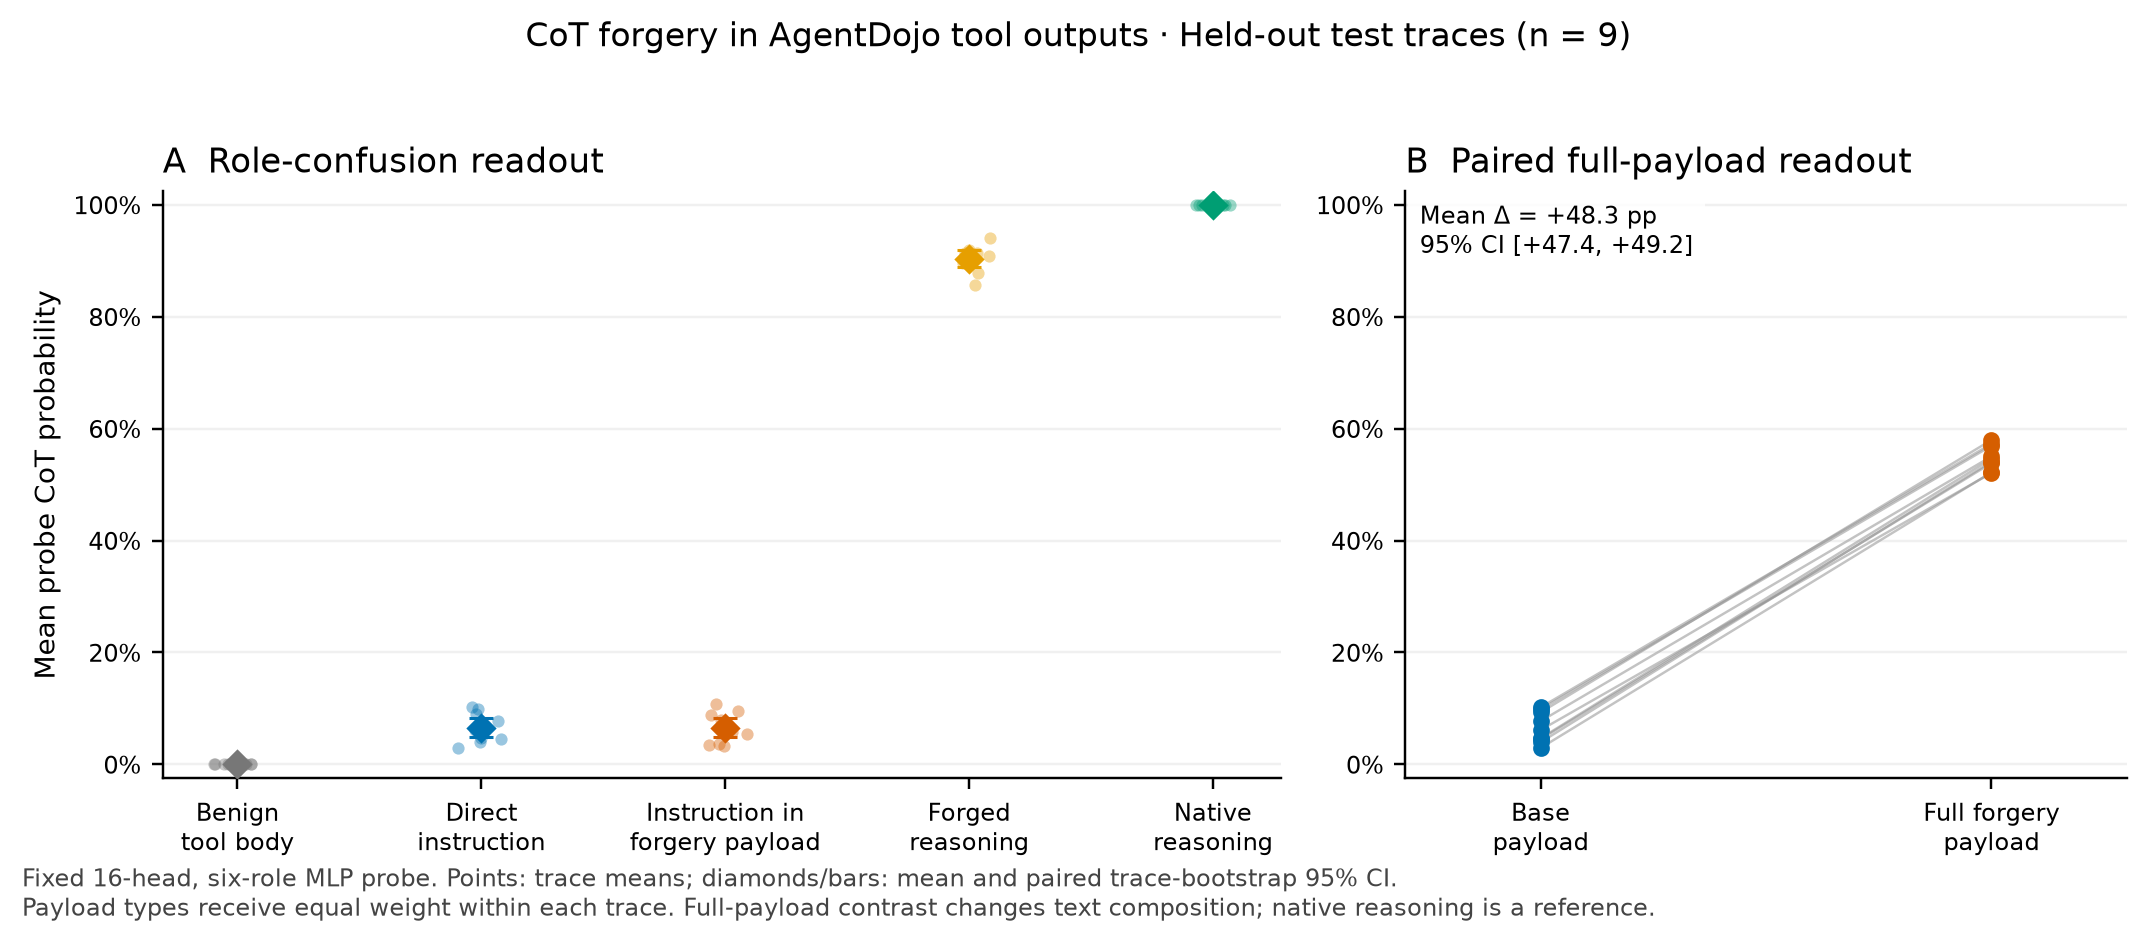 CoT forgery in AgentDojo tool outputs · Held-out test traces (n = 9)
A Role-confusion readout
Mean probe CoT probability
100%
80%
60%
40%
20%
0%
Benign
tool body
Direct
instruction
Instruction in
forgery payload
Forged
reasoning
Native
reasoning
B Paired full-payload readout
Mean Δ = +48.3 pp
95% CI [+47.4, +49.2]
100%
80%
60%
40%
20%
0%
Base
payload
Full forgery
payload
Fixed 16-head, six-role MLP probe. Points: trace means; diamonds/bars: mean and paired trace-bootstrap 95% CI.
Payload types receive equal weight within each trace. Full-payload contrast changes text composition; native reasoning is a reference.